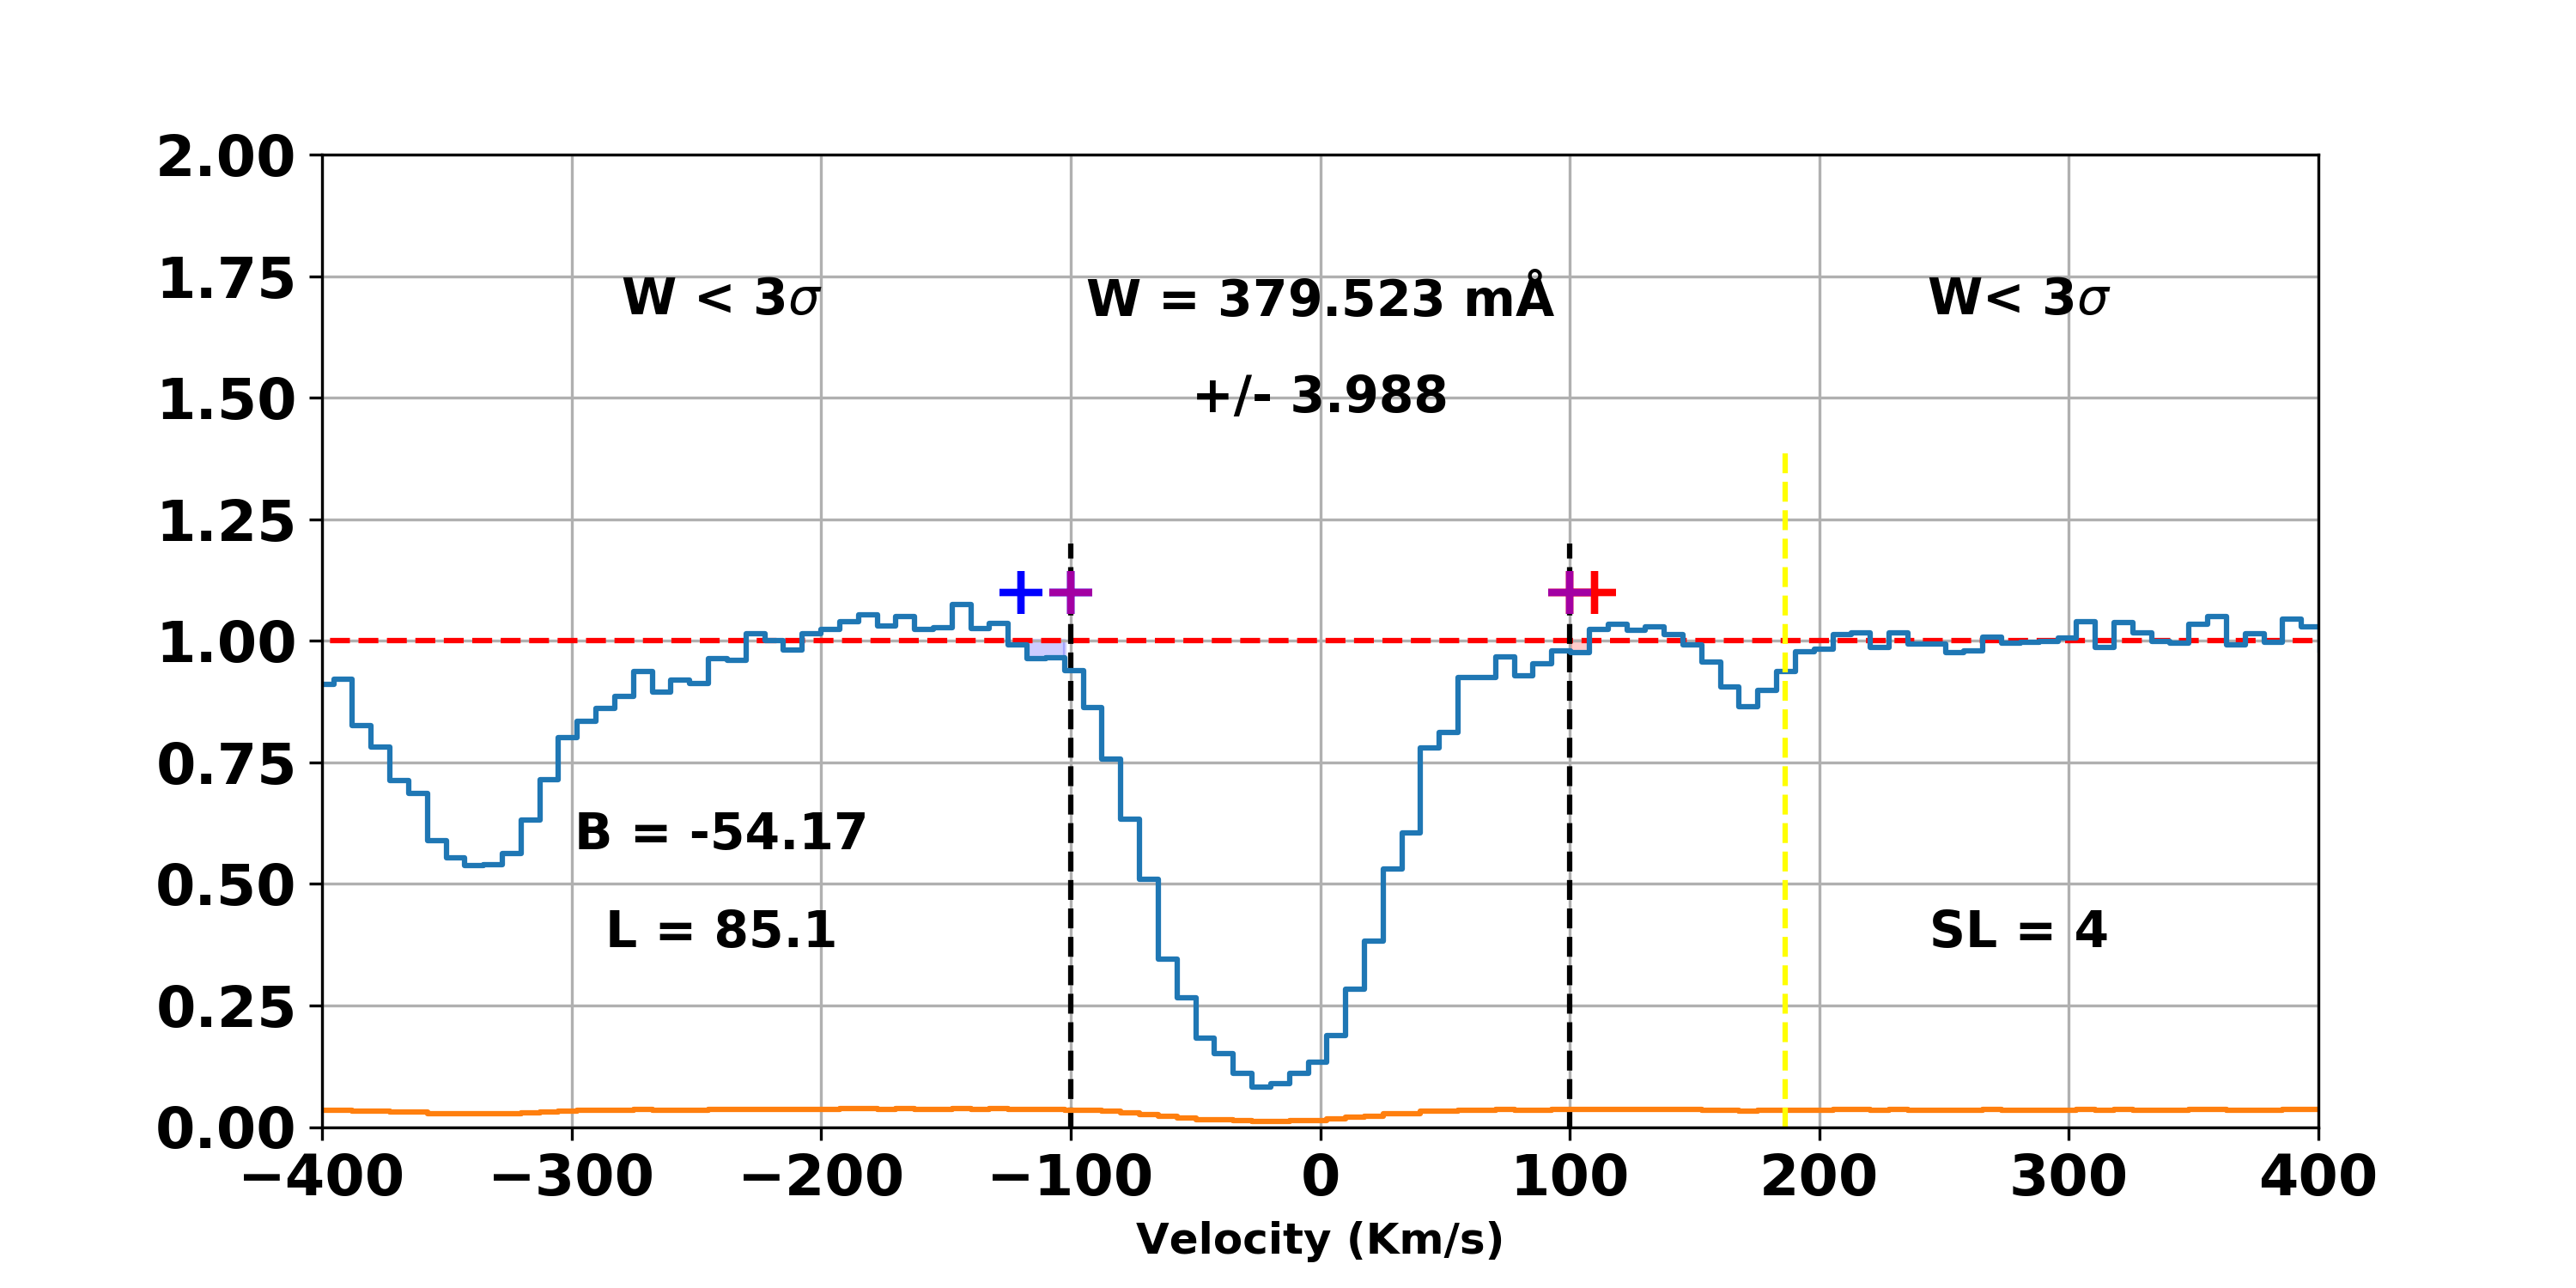 2.00
1.75
W < 3σ W = 379.523 mÅ W< 3σ
1.50
+/- 3.988
1.25
1.00
0.75
B = -54.17
0.50
L = 85.1 SL = 4
0.25
0.00
−400 −300 −200 −100 0 100 200 300 400
Velocity (Km/s)